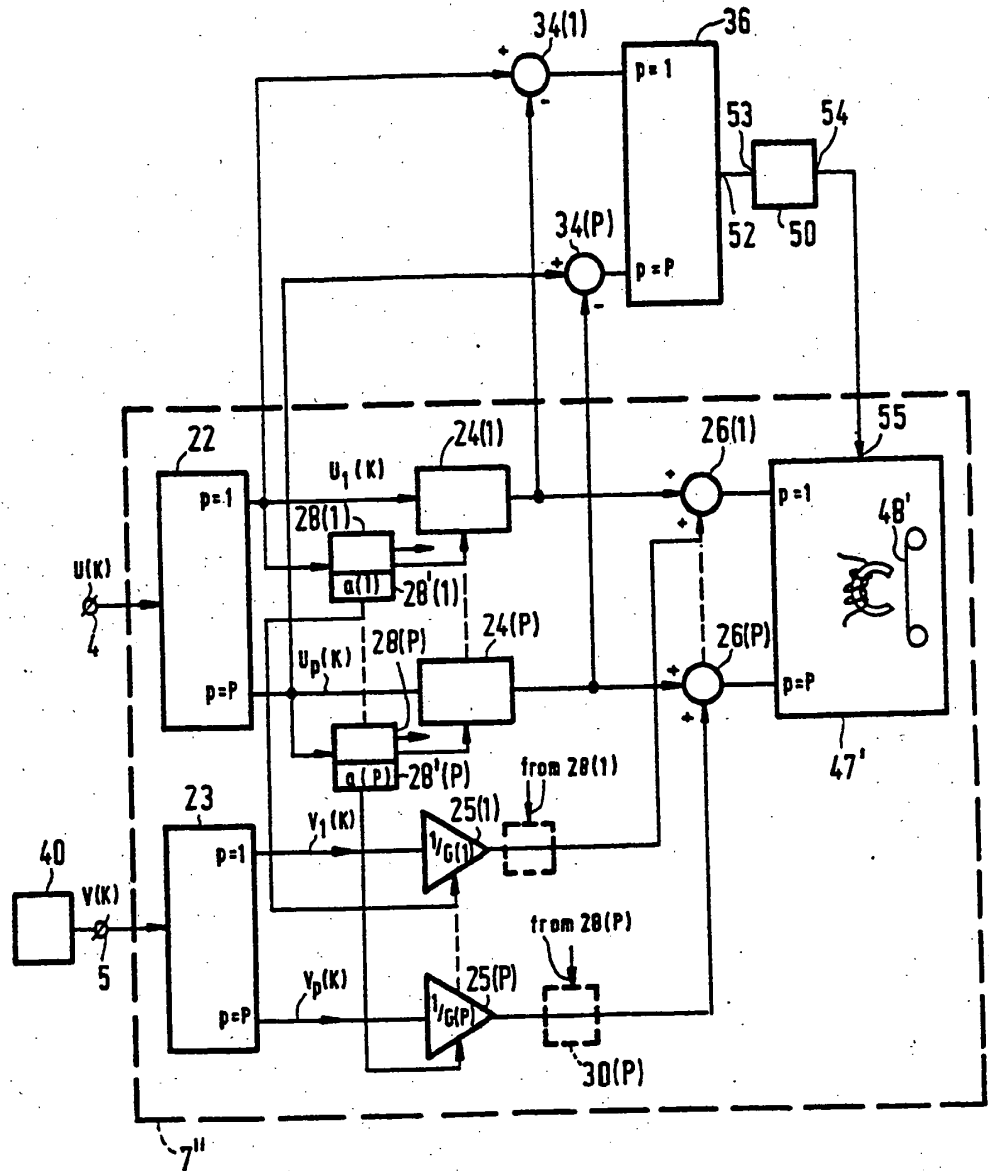 34(1)
36
+
-
p=1
53
54
34(P)
+
-
p=P
52
50
22
24(1)
26(1)
55
p=1
U₁(K)
+
+
p=1
48'
28(1)
a(1)
28'(1)
U(K)
4
28(P)
24(P)
26(P)
Up(K)
+
+
p=P
p=P
a(P)
28'(P)
47'
from 28(1)
23
V₁(K)
25(1)
p=1
1/G(1)
40
V(K)
5
from 28(P)
Vp(K)
25(P)
p=P
1/G(P)
30(P)
7"